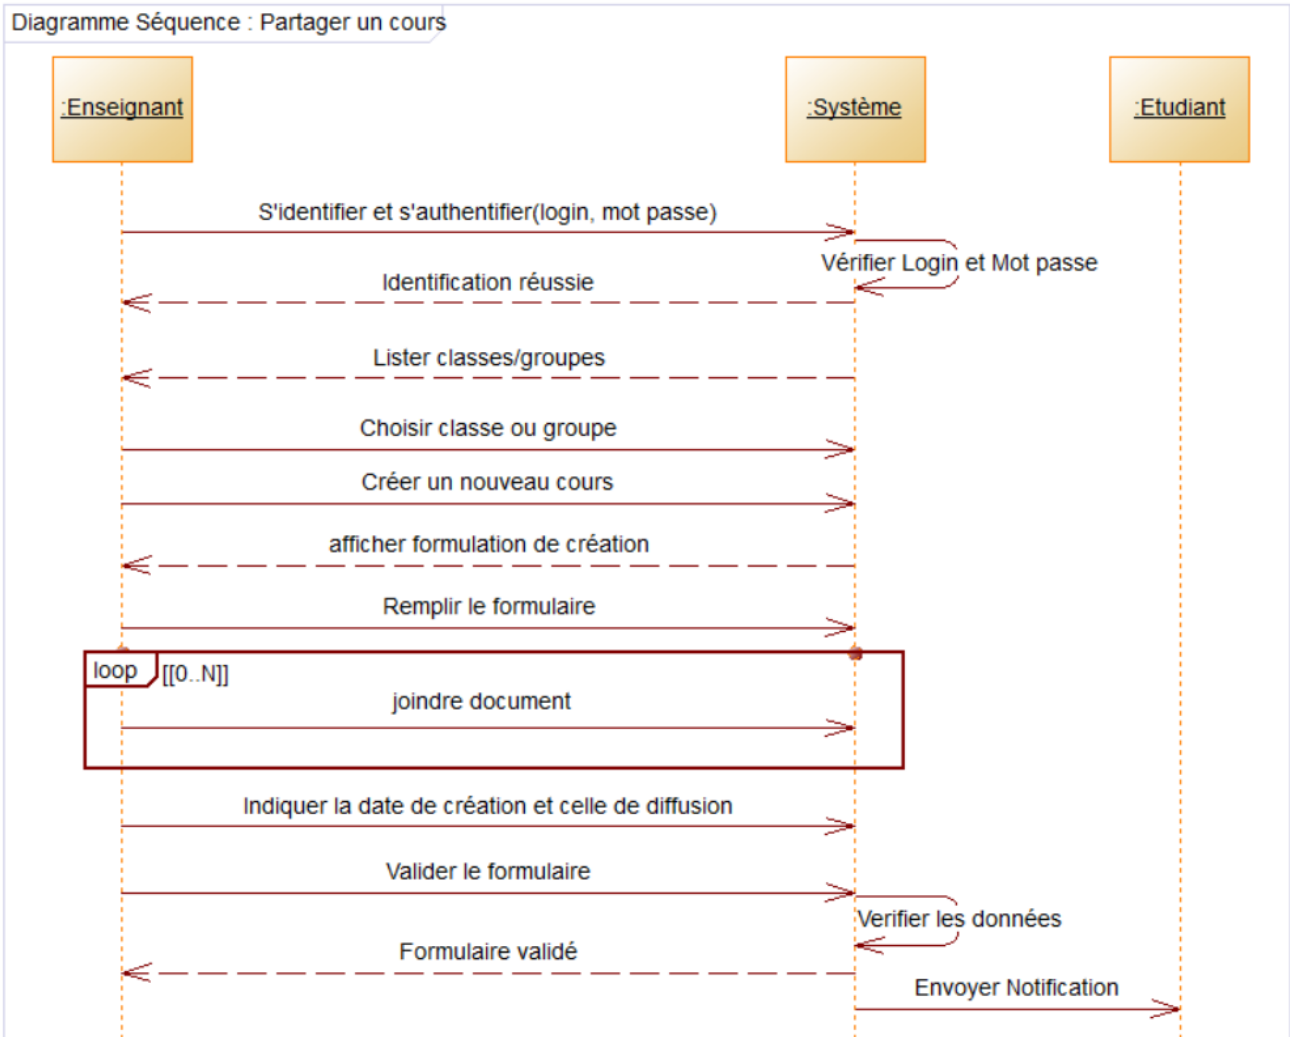 Diagramme Séquence : Partager un cours
:Enseignant
:Système
:Etudiant
S'identifier et s'authentifier(login, mot passe)
Vérifier Login et Mot passe
Identification réussie
Lister classes/groupes
Choisir classe ou groupe
Créer un nouveau cours
afficher formulation de création
Remplir le formulaire
loop [[0..N]]
joindre document
Indiquer la date de création et celle de diffusion
Valider le formulaire
Verifier les données
Formulaire validé
Envoyer Notification